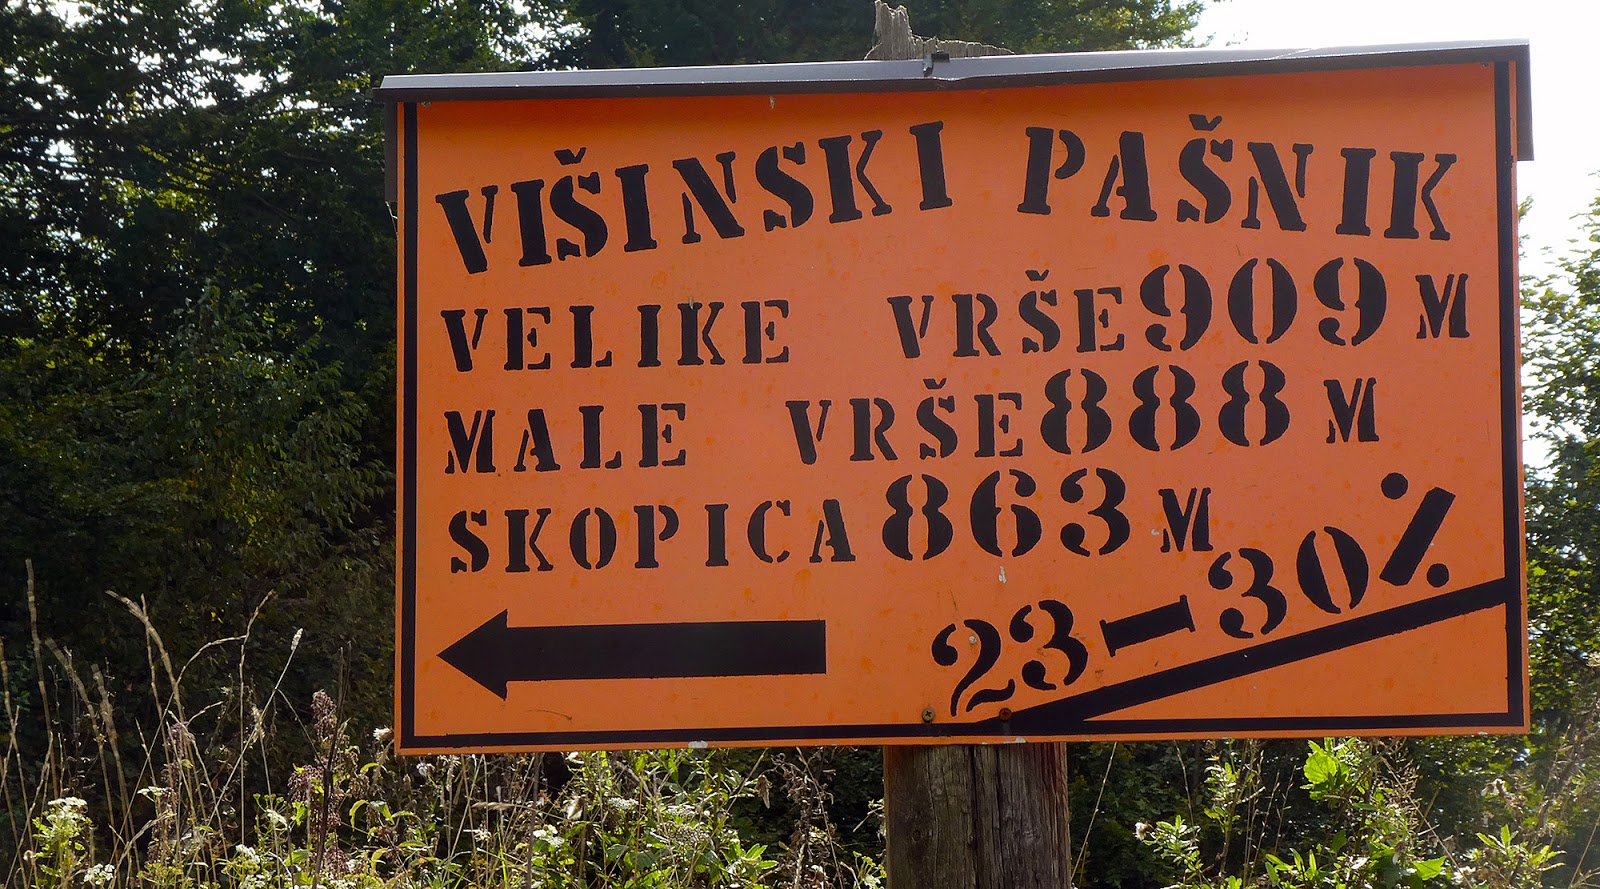 VIŠINSKI PAŠNIK
VELIKE VRŠE 909 M
MALE VRŠE 888 M
SKOPICA 863 M
23-30%